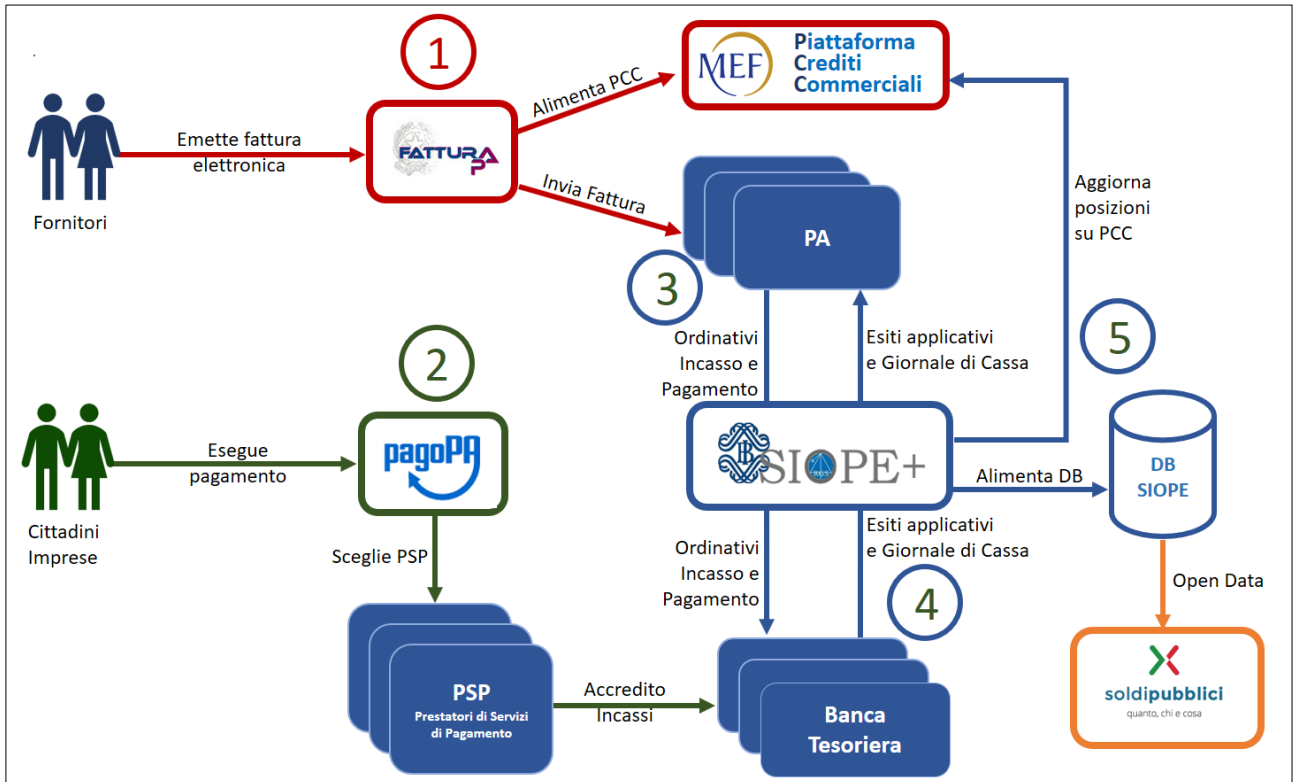 1
MEF
Piattaforma
Crediti
Commerciali
Alimenta PCC
Emette fattura
elettronica
FATTURA
PA
Invia Fattura
Fornitori
PA
Aggiorna
posizioni
su PCC
3
Ordinativi
Incasso e
Pagamento
Esiti applicativi
e Giornale di Cassa
5
2
Esegue
pagamento
pagoPA
SIOPE+
Alimenta DB
DB
SIOPE
Cittadini
Imprese
Sceglie PSP
Ordinativi
Incasso e
Pagamento
Esiti applicativi
e Giornale di Cassa
4
Open Data
PSP
Prestatori di Servizi
di Pagamento
Accredito
Incassi
Banca
Tesoriera
soldipubblici
quanto, chi e cosa